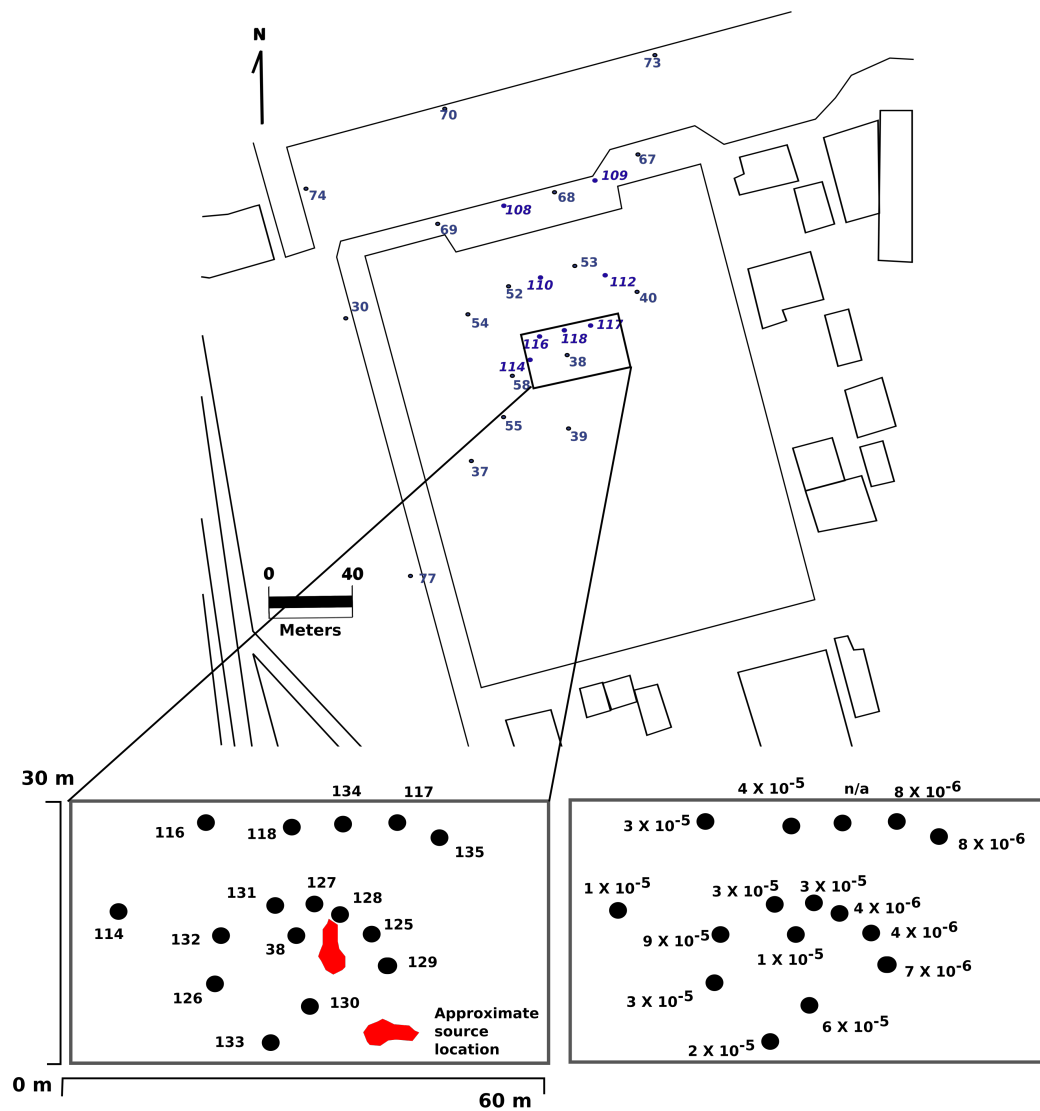 N
73
70
67
109
74
68
108
69
53
112
110
52
40
30
54
117
118
116
38
114
58
55
39
37
0 40
77
Meters
30 m
134 117
116
118
135
127
131
128
114
125
132
38
129
126
130
Approximate
source
location
133
0 m
60 m
4 X 10-5 n/a 8 X 10-6
3 X 10-5
8 X 10-6
1 X 10-5
3 X 10-5 3 X 10-5
4 X 10-6
9 X 10-5
4 X 10-6
1 X 10-5
7 X 10-6
3 X 10-5
6 X 10-5
2 X 10-5